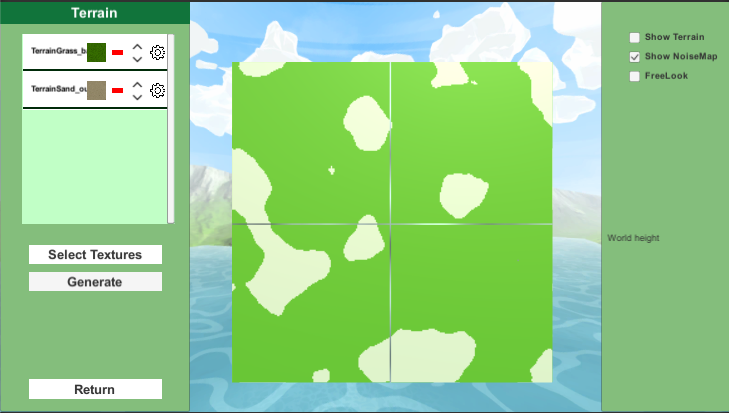 Terrain
TerrainGrass_b
TerrainSand_ou
Select Textures
Generate
Return
Show Terrain
Show NoiseMap
FreeLook
World height